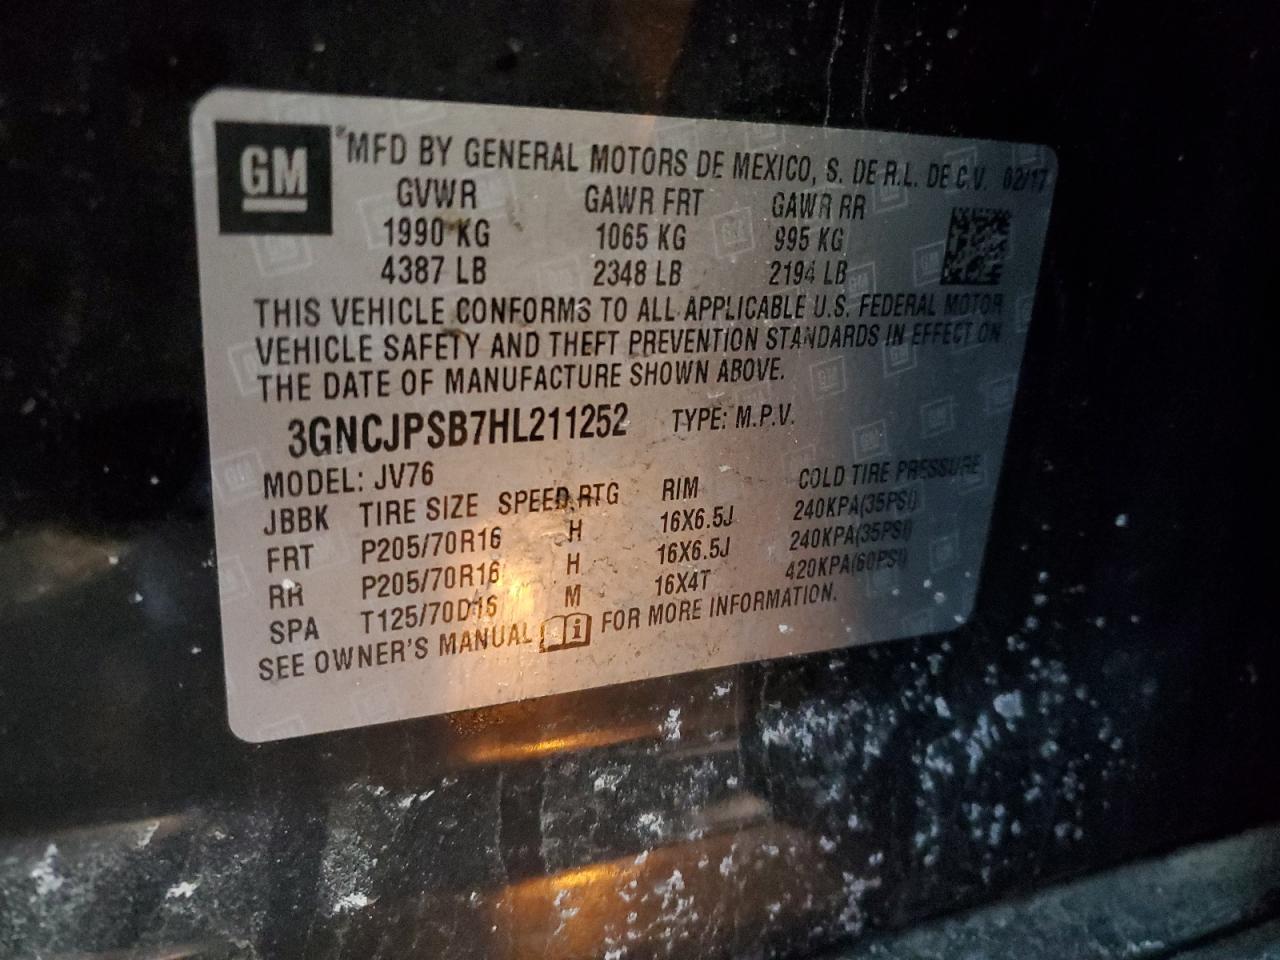 GM
*MFD BY GENERAL MOTORS DE MEXICO, S. DE R.L. DE C.V. 02/17
GVWR GAWR FRT GAWR RR
1990 KG 1065 KG 995 KG
4387 LB 2348 LB 2194 LB
THIS VEHICLE CONFORMS TO ALL APPLICABLE U.S. FEDERAL MOTOR
VEHICLE SAFETY AND THEFT PREVENTION STANDARDS IN EFFECT ON
THE DATE OF MANUFACTURE SHOWN ABOVE.
3GNCJPSB7HL211252 TYPE: M.P.V.
MODEL: JV76
JBBK TIRE SIZE SPEED RTG RIM COLD TIRE PRESSURE
FRT P205/70R16 H 16X6.5J 240KPA(35PSI)
RR P205/70R16 H 16X6.5J 240KPA(35PSI)
SPA T125/70D16 M 16X4T 420KPA(60PSI)
SEE OWNER'S MANUAL i FOR MORE INFORMATION.